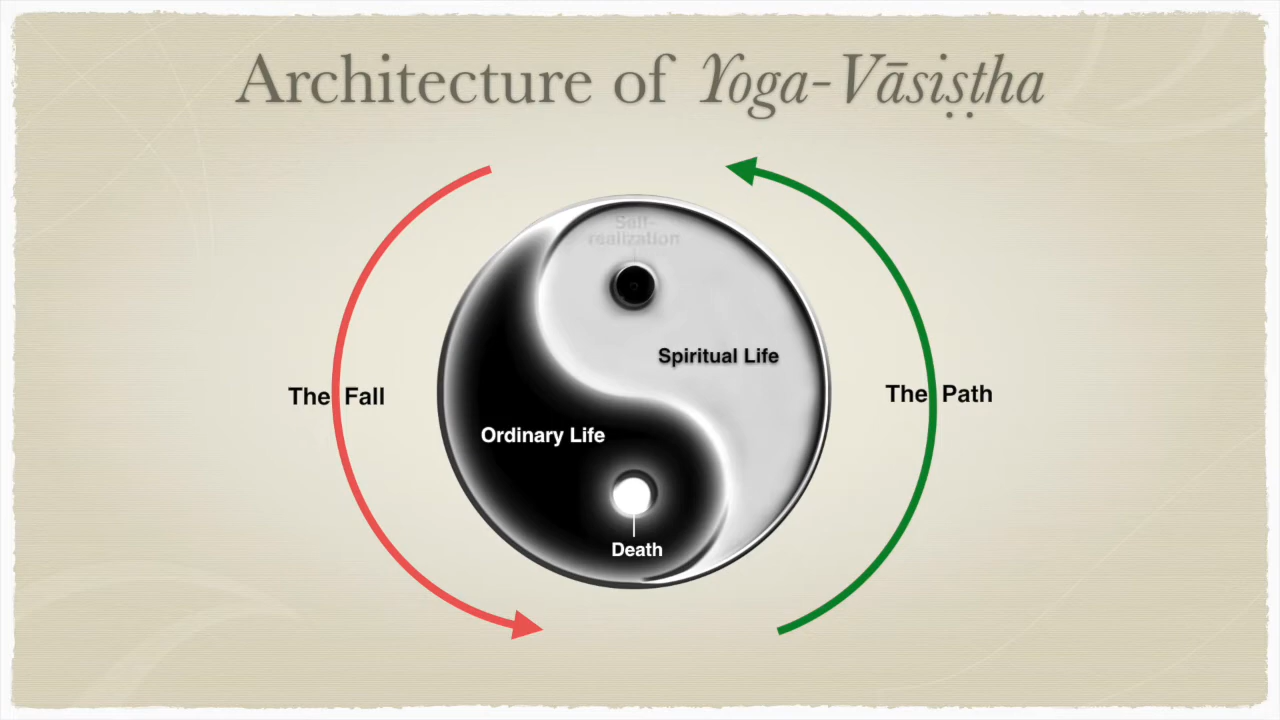 Architecture of Yoga-Vāsiṣṭha
Self-
realization
Spiritual Life
The Fall
The Path
Ordinary Life
Death